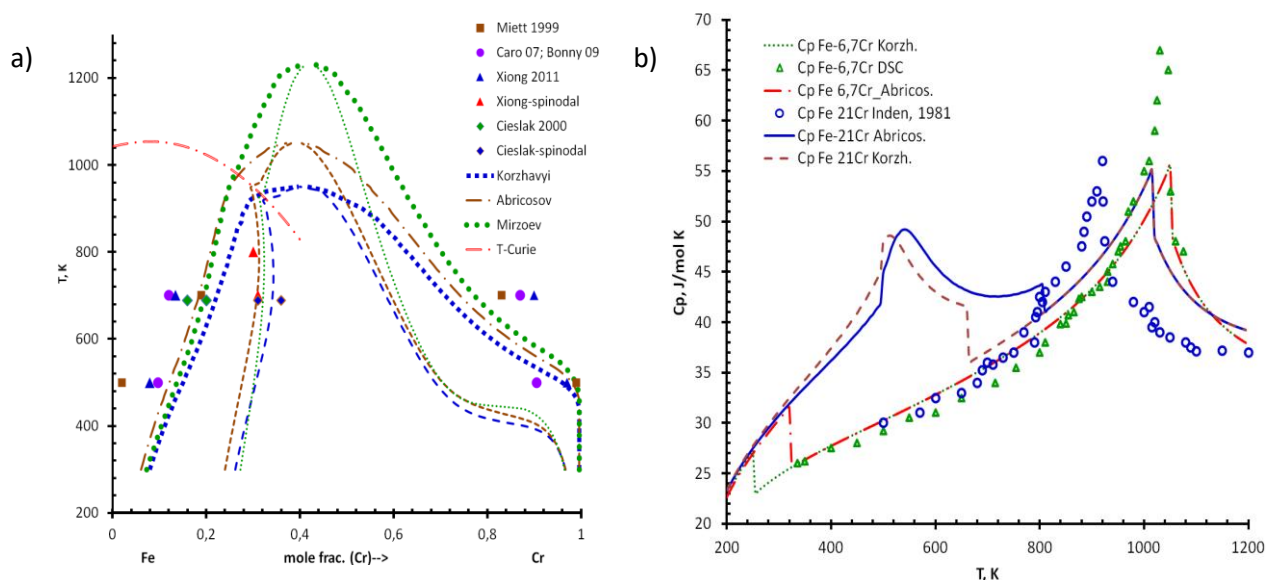 a)
Miett 1999
Caro 07; Bonny 09
Xiong 2011
Xiong-spinodal
Cieslak 2000
Cieslak-spinodal
Korzhavyi
Abricosov
Mirzoev
T-Curie
T, K
1200
1000
800
600
400
200
0
0,2
0,4
0,6
0,8
1
Fe
mole frac. (Cr)-->
Cr
b)
Cp Fe-6,7Cr Korzh.
Cp Fe-6,7Cr DSC
Cp Fe 6,7Cr_Abricos.
Cp Fe 21Cr Inden, 1981
Cp Fe-21Cr Abricos.
Cp Fe 21Cr Korzh.
Cp, J/mol K
70
65
60
55
50
45
40
35
30
25
20
200
400
600
800
1000
1200
T, K